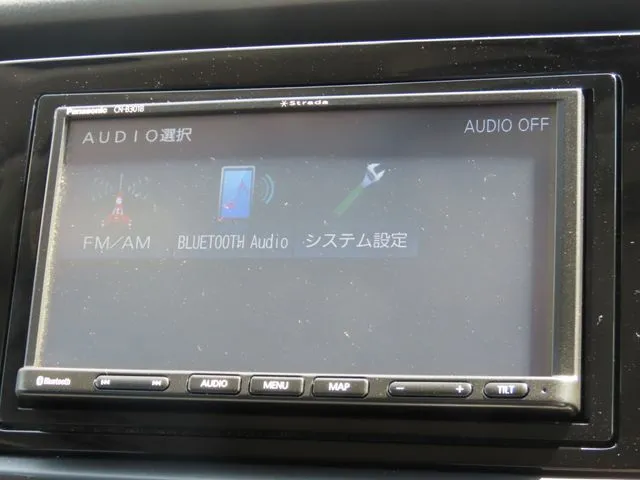 Panasonic CN-B301B ＊Strada
AUDIO選択 AUDIO OFF
FM/AM BLUETOOTH Audio システム設定
Bluetooth AUDIO MENU MAP − + TILT